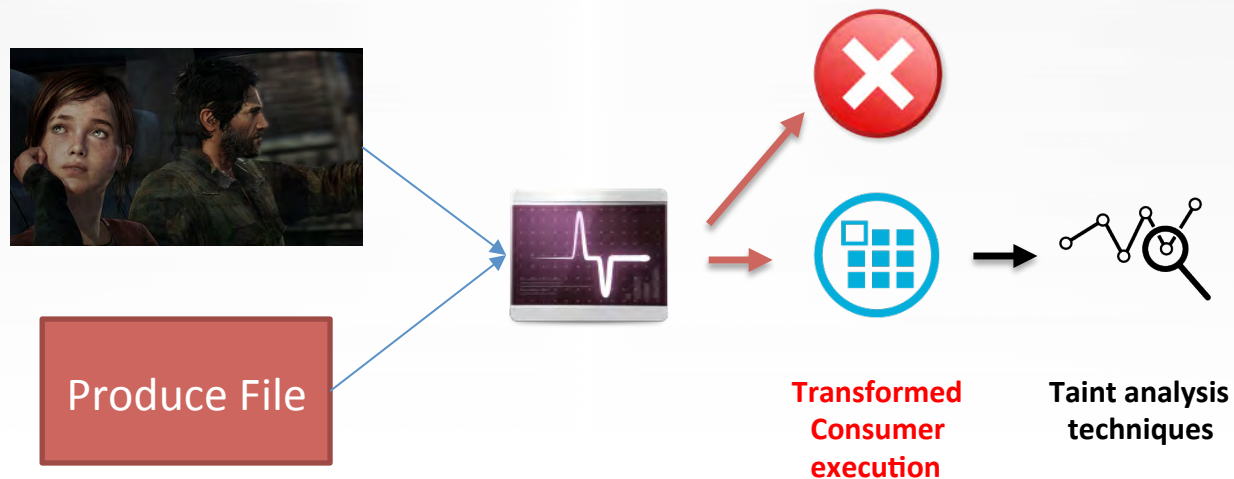 Produce File
Transformed
Consumer
execution
Taint analysis
techniques